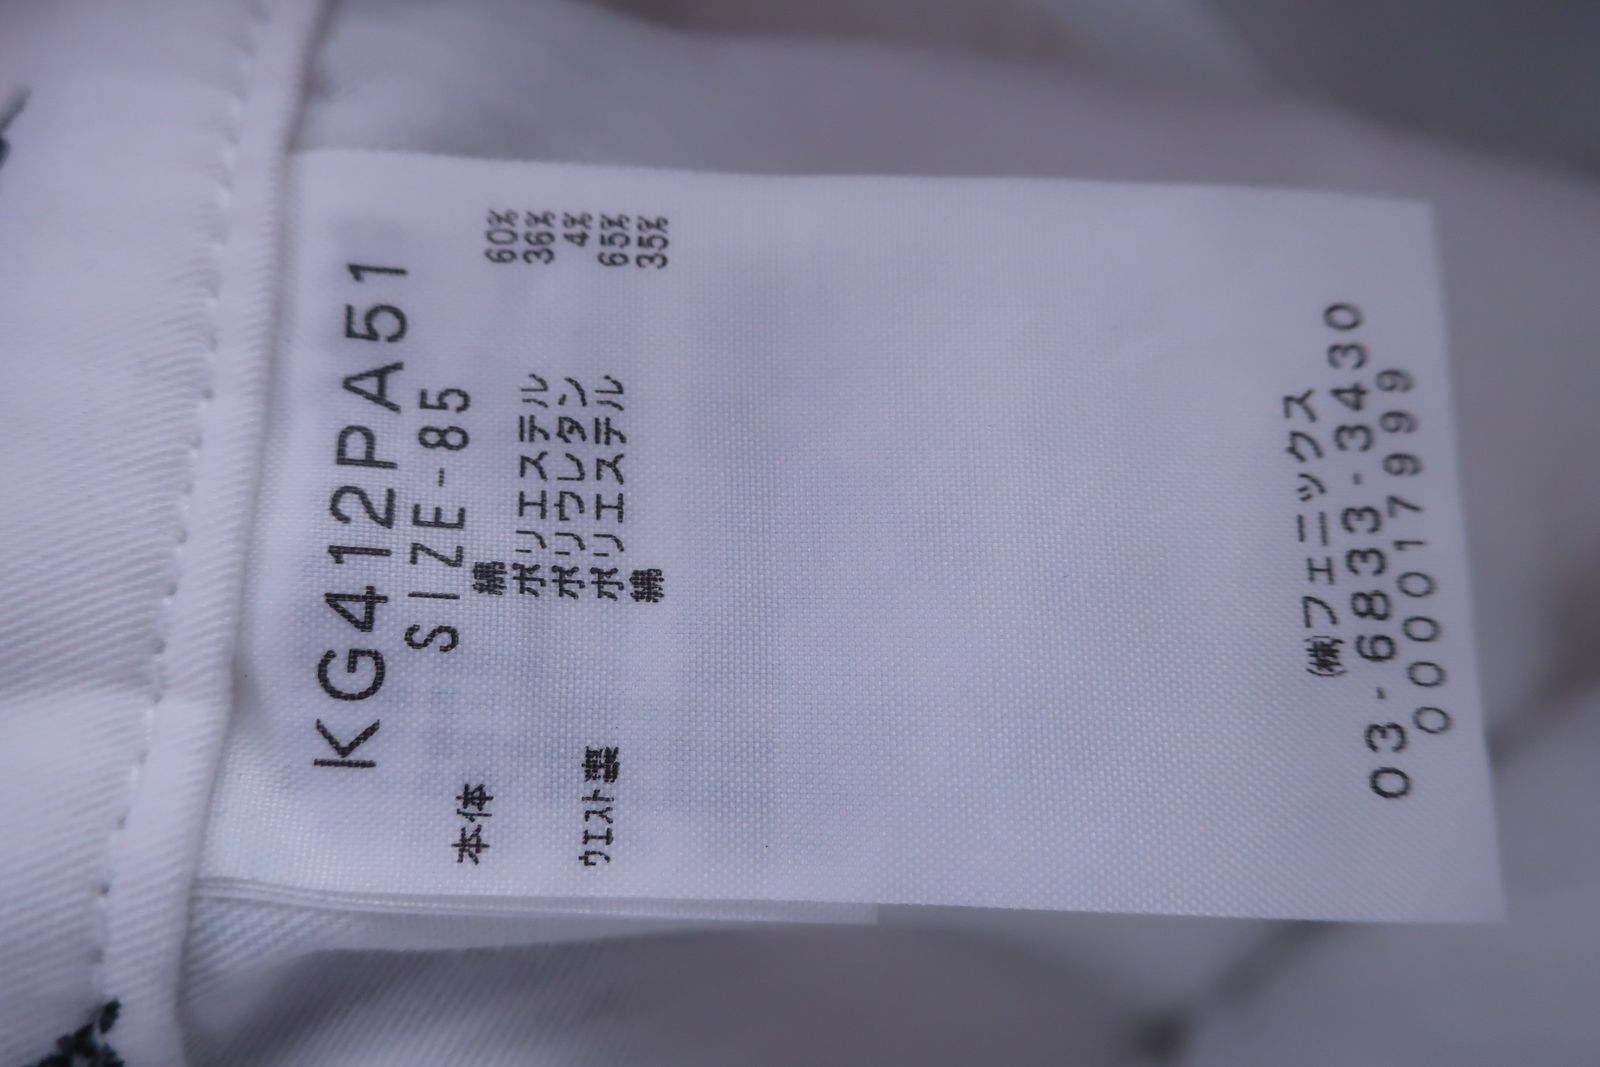 KG412PA51
SIZE-85
本体 綿 60%
ポリエステル 36%
ポリウレタン 4%
ウエスト裏 ポリエステル 65%
綿 35%
㈱フェニックス
03-6833-3430
00017999